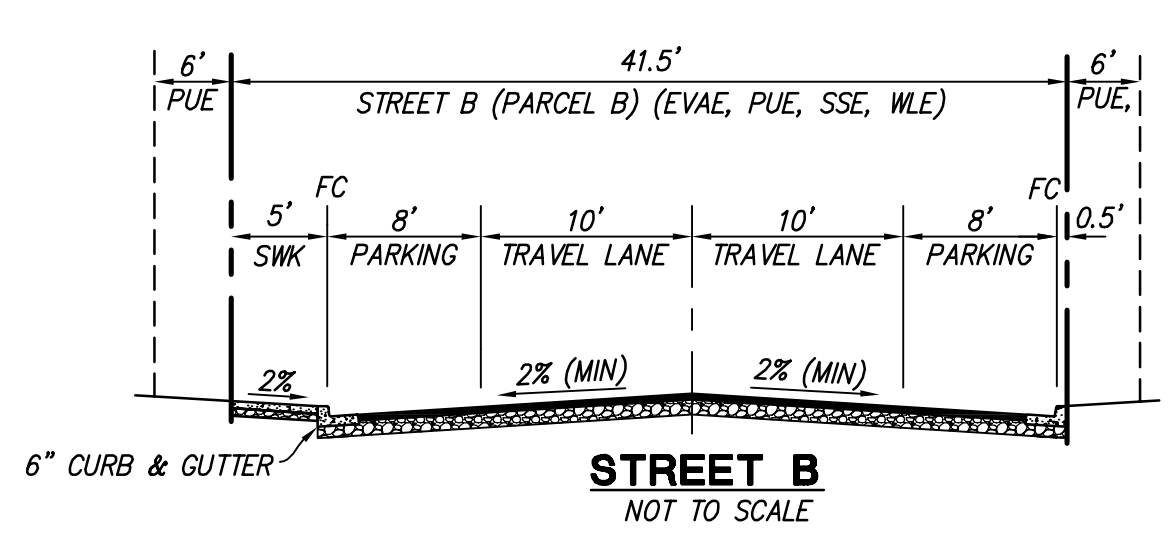 6' 41.5' 6'
PUE STREET B (PARCEL B) (EVAE, PUE, SSE, WLE) PUE,
FC FC
5' 8' 10' 10' 8' 0.5'
SWK PARKING TRAVEL LANE TRAVEL LANE PARKING
2% 2% (MIN) 2% (MIN)
6" CURB & GUTTER
STREET B
NOT TO SCALE